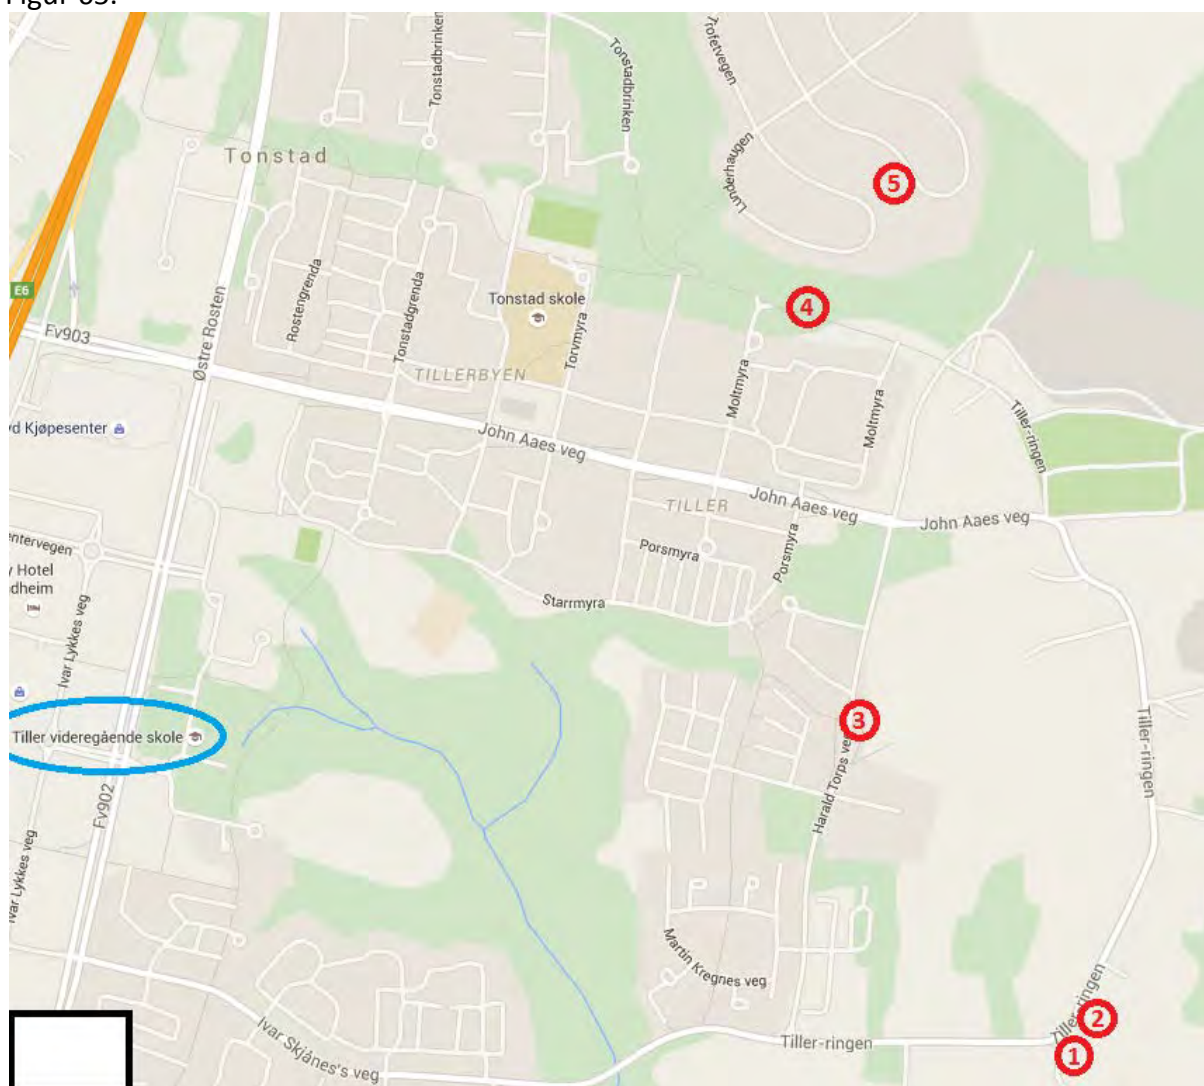 Tonstadbrinken
Tonstadbrinken
Trofetvegen
Tonstad
Lunderhaugen
5
E6
Rostengrenda
Tonstadgrenda
Tonstad skole
Torvmyra
4
Fv903
Østre Rosten
TILLERBYEN
Moltmyra
Moltmyra
Tiller-ringen
yd Kjøpesenter
John Aaes veg
John Aaes veg
John Aaes veg
TILLER
entervegen
Porsmyra
Porsmyra
y Hotel
dheim
Starrmyra
Ivar Lykkes veg
Tiller videregående skole
3
Tiller-ringen
Harald Torps veg
Fv902
Ivar Lykkes veg
Martin Kregnes veg
Tiller-ringen
2
Ivar Skjånes's veg
Tiller-ringen
1